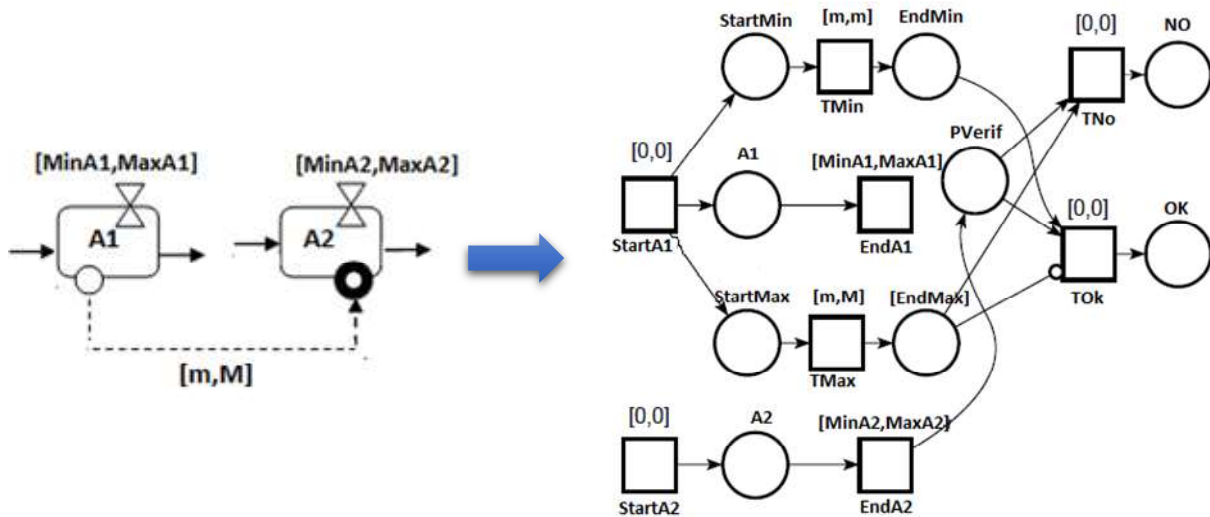 [MinA1,MaxA1]
[MinA2,MaxA2]
A1
A2
[m,M]
StartMin
[m,m]
EndMin
[0,0]
NO
TMin
TNo
PVerif
[0,0]
A1
[MinA1,MaxA1]
[0,0]
OK
StartA1
EndA1
TOk
StartMax
[m,M]
[EndMax]
TMax
[0,0]
A2
[MinA2,MaxA2]
StartA2
EndA2